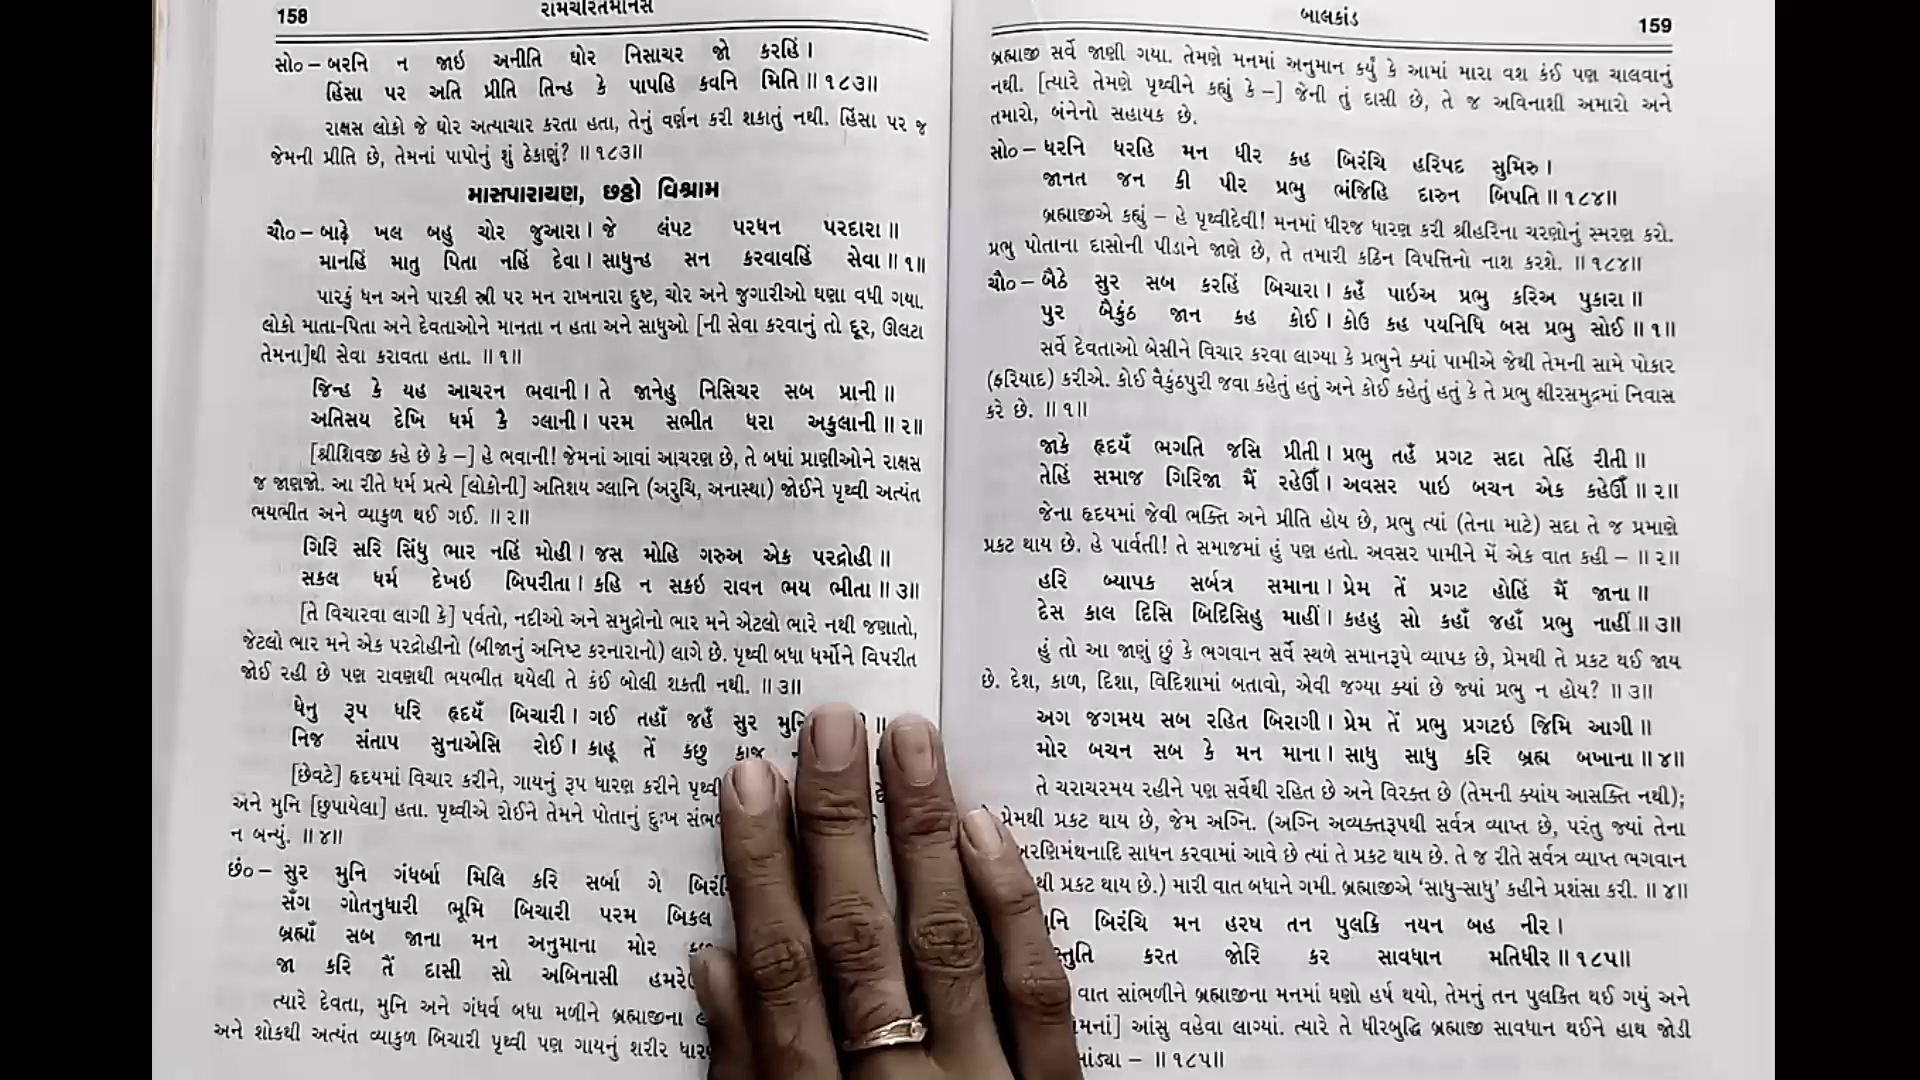 158
રામચરિતમાનસ
સો૦ – બરનિ ન જાઇ અનીતિ ઘોર નિસાચર જો કરહિં ।
હિંસા પર અતિ પ્રીતિ તિન્હ કે પાપહિ કવનિ મિતિ ॥ ૧૮૩॥
રાક્ષસ લોકો જે ઘોર અત્યાચાર કરતા હતા, તેનું વર્ણન કરી શકાતું નથી. હિંસા પર જ
જેમની પ્રીતિ છે, તેમનાં પાપોનું શું ઠેકાણું? ॥ ૧૮૩॥
માસપારાયણ, છઠ્ઠો વિશ્રામ
ચૌ૦ – બાઢ઼ે ખલ બહુ ચોર જુઆરા । જે લંપટ પરધન પરદારા ॥
માનહિં માતુ પિતા નહિં દેવા । સાધુન્હ સન કરવાવહિં સેવા ॥ ૧॥
પારકું ધન અને પારકી સ્ત્રી પર મન રાખનારા દુષ્ટ, ચોર અને જુગારીઓ ઘણા વધી ગયા.
લોકો માતા-પિતા અને દેવતાઓને માનતા ન હતા અને સાધુઓ [ની સેવા કરવાનું તો દૂર, ઊલટા
તેમના]થી સેવા કરાવતા હતા. ॥ ૧॥
જિન્હ કે યહ આચરન ભવાની । તે જાનેહુ નિસિચર સબ પ્રાની ॥
અતિસય દેખિ ધર્મ કૈ ગ્લાની । પરમ સભીત ધરા અકુલાની ॥ ૨॥
[શ્રીશિવજી કહે છે કે –] હે ભવાની! જેમનાં આવાં આચરણ છે, તે બધાં પ્રાણીઓને રાક્ષસ
જ જાણજો. આ રીતે ધર્મ પ્રત્યે [લોકોની] અતિશય ગ્લાનિ (અરુચિ, અનાસ્થા) જોઈને પૃથ્વી અત્યંત
ભયભીત અને વ્યાકુળ થઈ ગઈ. ॥ ૨॥
ગિરિ સરિ સિંધુ ભાર નહિં મોહી । જસ મોહિ ગરુઅ એક પરદ્રોહી ॥
સકલ ધર્મ દેખઇ બિપરીતા । કહિ ન સકઇ રાવન ભય ભીતા ॥ ૩॥
[તે વિચારવા લાગી કે] પર્વતો, નદીઓ અને સમુદ્રોનો ભાર મને એટલો ભારે નથી જણાતો,
જેટલો ભાર મને એક પરદ્રોહીનો (બીજાનું અનિષ્ટ કરનારાનો) લાગે છે. પૃથ્વી બધા ધર્મોને વિપરીત
જોઈ રહી છે પણ રાવણથી ભયભીત થયેલી તે કંઈ બોલી શકતી નથી. ॥ ૩॥
ધેનુ રૂપ ધરિ હૃદયઁ બિચારી । ગઈ તહાઁ જહઁ સુર મુનિ ॥
નિજ સંતાપ સુનાએસિ રોઈ । કાહૂ તેં કછુ કાજ
[છેવટે] હૃદયમાં વિચાર કરીને, ગાયનું રૂપ ધારણ કરીને પૃથ્વી
અને મુનિ [છુપાયેલા] હતા. પૃથ્વીએ રોઈને તેમને પોતાનું દુઃખ
ન બન્યું. ॥ ૪॥
છં૦ – સુર મુનિ ગંધર્બા મિલિ કરિ સર્બા ગે
સઁગ ગોતનુધારી ભૂમિ બિચારી પરમ બિકલ
બ્રહ્માઁ સબ જાના મન અનુમાના મોર
જા કરિ તૈં દાસી સો અબિનાસી
ત્યારે દેવતા, મુનિ અને ગંધર્વ બધા મળીને બ્રહ્માજીના
અને શોકથી અત્યંત વ્યાકુળ બિચારી પૃથ્વી પણ ગાયનું શરીર
બાલકાંડ
159
બ્રહ્માજી સર્વે જાણી ગયા. તેમણે મનમાં અનુમાન કર્યું કે આમાં મારા વશ કંઈ પણ ચાલવાનું
નથી. [ત્યારે તેમણે પૃથ્વીને કહ્યું કે –] જેની તું દાસી છે, તે જ અવિનાશી અમારો અને
તમારો, બંનેનો સહાયક છે.
સો૦ – ધરનિ ધરહિ મન ધીર કહ બિરંચિ હરિપદ સુમિરુ ।
જાનત જન કી પીર પ્રભુ ભંજિહિ દારુન બિપતિ ॥ ૧૮૪॥
બ્રહ્માજીએ કહ્યું – હે પૃથ્વીદેવી! મનમાં ધીરજ ધારણ કરી શ્રીહરિના ચરણોનું સ્મરણ કરો.
પ્રભુ પોતાના દાસોની પીડાને જાણે છે, તે તમારી કઠિન વિપત્તિનો નાશ કરશે. ॥ ૧૮૪॥
ચૌ૦ – બૈઠે સુર સબ કરહિં બિચારા । કહઁ પાઇઅ પ્રભુ કરિઅ પુકારા ॥
પુર બૈકુંઠ જાન કહ કોઈ । કોઉ કહ પયનિધિ બસ પ્રભુ સોઈ ॥ ૧॥
સર્વે દેવતાઓ બેસીને વિચાર કરવા લાગ્યા કે પ્રભુને ક્યાં પામીએ જેથી તેમની સામે પોકાર
(ફરિયાદ) કરીએ. કોઈ વૈકુંઠપુરી જવા કહેતું હતું અને કોઈ કહેતું હતું કે તે પ્રભુ ક્ષીરસમુદ્રમાં નિવાસ
કરે છે. ॥ ૧॥
જાકે હૃદયઁ ભગતિ જસિ પ્રીતી । પ્રભુ તહઁ પ્રગટ સદા તેહિં રીતી ॥
તેહિં સમાજ ગિરિજા મૈં રહેઊઁ । અવસર પાઇ બચન એક કહેઊઁ ॥ ૨॥
જેના હૃદયમાં જેવી ભક્તિ અને પ્રીતિ હોય છે, પ્રભુ ત્યાં (તેના માટે) સદા તે જ પ્રમાણે
પ્રકટ થાય છે. હે પાર્વતી! તે સમાજમાં હું પણ હતો. અવસર પામીને મેં એક વાત કહી – ॥ ૨॥
હરિ બ્યાપક સર્બત્ર સમાના । પ્રેમ તેં પ્રગટ હોહિં મૈં જાના ॥
દેસ કાલ દિસિ બિદિસિહુ માહીં । કહહુ સો કહાઁ જહાઁ પ્રભુ નાહીં ॥ ૩॥
હું તો આ જાણું છું કે ભગવાન સર્વે સ્થળે સમાનરૂપે વ્યાપક છે, પ્રેમથી તે પ્રકટ થઈ જાય
છે. દેશ, કાળ, દિશા, વિદિશામાં બતાવો, એવી જગ્યા ક્યાં છે જ્યાં પ્રભુ ન હોય? ॥ ૩॥
અગ જગમય સબ રહિત બિરાગી । પ્રેમ તેં પ્રભુ પ્રગટઇ જિમિ આગી ॥
મોર બચન સબ કે મન માના । સાધુ સાધુ કરિ બ્રહ્મ બખાના ॥ ૪॥
તે ચરાચરમય રહીને પણ સર્વેથી રહિત છે અને વિરક્ત છે (તેમની ક્યાંય આસક્તિ નથી);
પ્રેમથી પ્રકટ થાય છે, જેમ અગ્નિ. (અગ્નિ અવ્યક્તરૂપથી સર્વત્ર વ્યાપ્ત છે, પરંતુ જ્યાં તેના
અરણિમંથનાદિ સાધન કરવામાં આવે છે ત્યાં તે પ્રકટ થાય છે. તે જ રીતે સર્વત્ર વ્યાપ્ત ભગવાન
પ્રકટ થાય છે.) મારી વાત બધાને ગમી. બ્રહ્માજીએ ‘સાધુ-સાધુ’ કહીને પ્રશંસા કરી. ॥ ૪॥
બિરંચિ મન હરષ તન પુલકિ નયન બહ નીર ।
કરત જોરિ કર સાવધાન મતિધીર ॥ ૧૮૫॥
વાત સાંભળીને બ્રહ્માજીના મનમાં ઘણો હર્ષ થયો, તેમનું તન પુલકિત થઈ ગયું અને
આંસુ વહેવા લાગ્યાં. ત્યારે તે ધીરબુદ્ધિ બ્રહ્માજી સાવધાન થઈને હાથ જોડી
– ॥ ૧૮૫॥